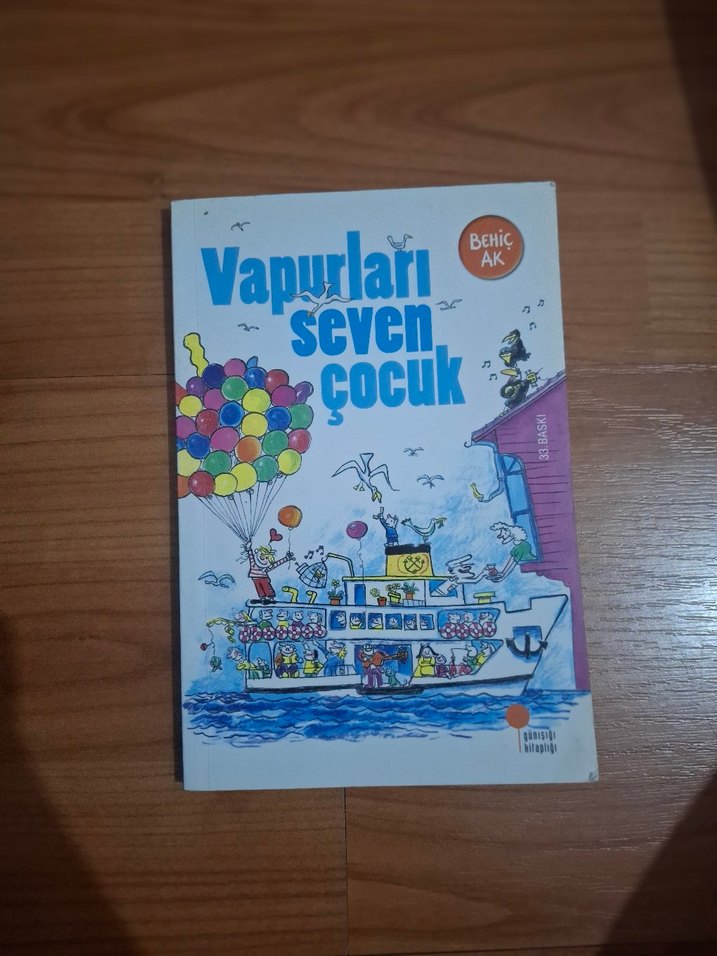 BEHİÇ
AK
Vapurları
seven
çocuk
33. BASKI
günışığı
kitaplığı